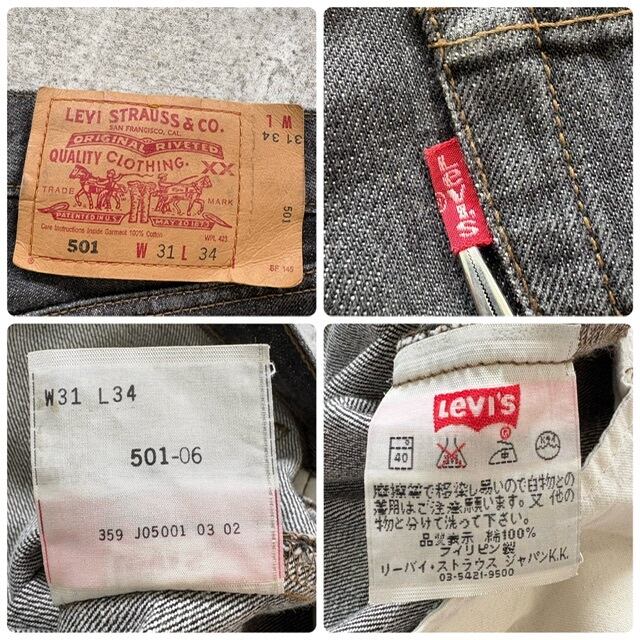 LEVI STRAUSS & CO.
SAN FRANCISCO, CAL.
ORIGINAL RIVETED
QUALITY CLOTHING.
XX
TRADE MARK
PATENTED IN U.S. MAY 20 1873
Care Instructions Inside Garment 100% Cotton
WPL 423
501 W 31 L 34
W L
31 34
501
BF 145
LEVI'S
®
W31 L34
501-06
359 J05001 03 02
Levi's
®
40
摩擦等で移染し易いので白物との
着用はご注意願います。又 他の
物と分けて洗って下さい。
品質表示 綿100%
フィリピン製
リーバイ・ストラウス ジャパンK.K.
03-5421-9500